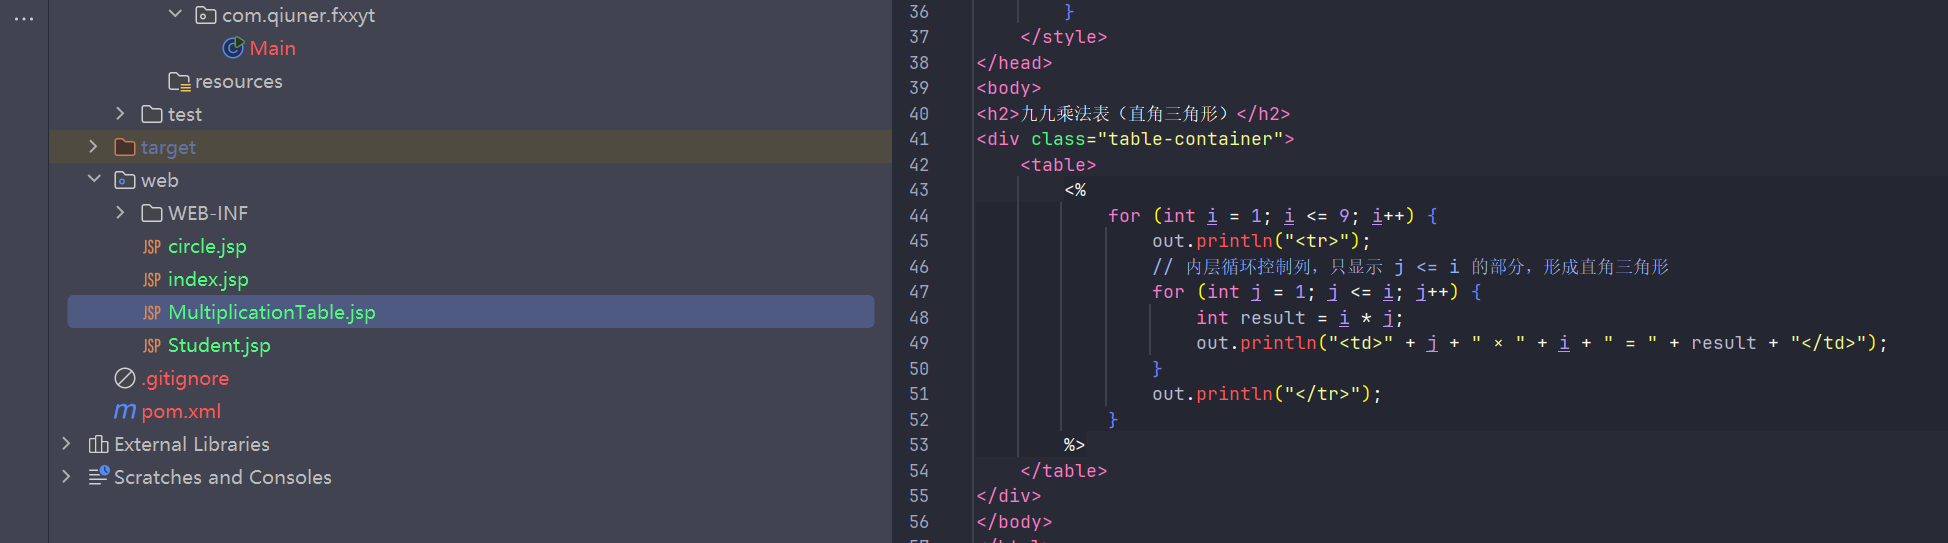 com.qiuner.fxxyt
Main
resources
test
target
web
WEB-INF
JSP circle.jsp
JSP index.jsp
JSP MultiplicationTable.jsp
JSP Student.jsp
.gitignore
m pom.xml
External Libraries
Scratches and Consoles
36 }
37 </style>
38 </head>
39 <body>
40 <h2>九九乘法表（直角三角形）</h2>
41 <div class="table-container">
42 <table>
43 <%
44 for (int i = 1; i <= 9; i++) {
45 out.println("<tr>");
46 // 内层循环控制列，只显示 j <= i 的部分，形成直角三角形
47 for (int j = 1; j <= i; j++) {
48 int result = i * j;
49 out.println("<td>" + j + " × " + i + " = " + result + "</td>");
50 }
51 out.println("</tr>");
52 }
53 %>
54 </table>
55 </div>
56 </body>